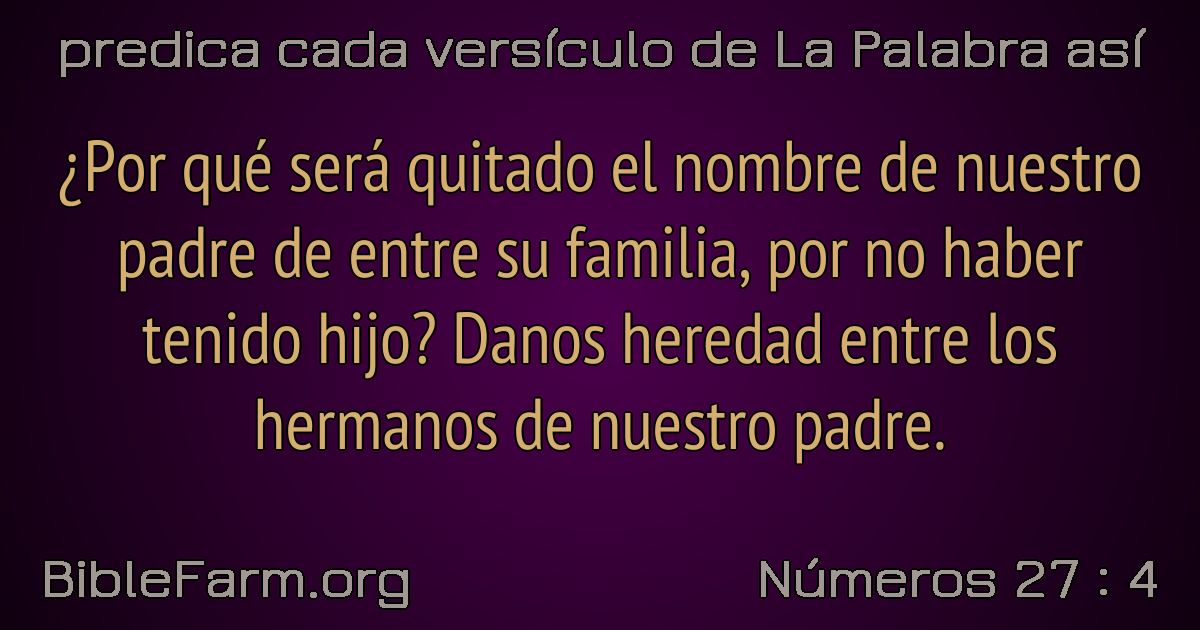 predica cada versículo de La Palabra así
¿Por qué será quitado el nombre de nuestro
padre de entre su familia, por no haber
tenido hijo? Danos heredad entre los
hermanos de nuestro padre.
BibleFarm.org
Números 27 : 4